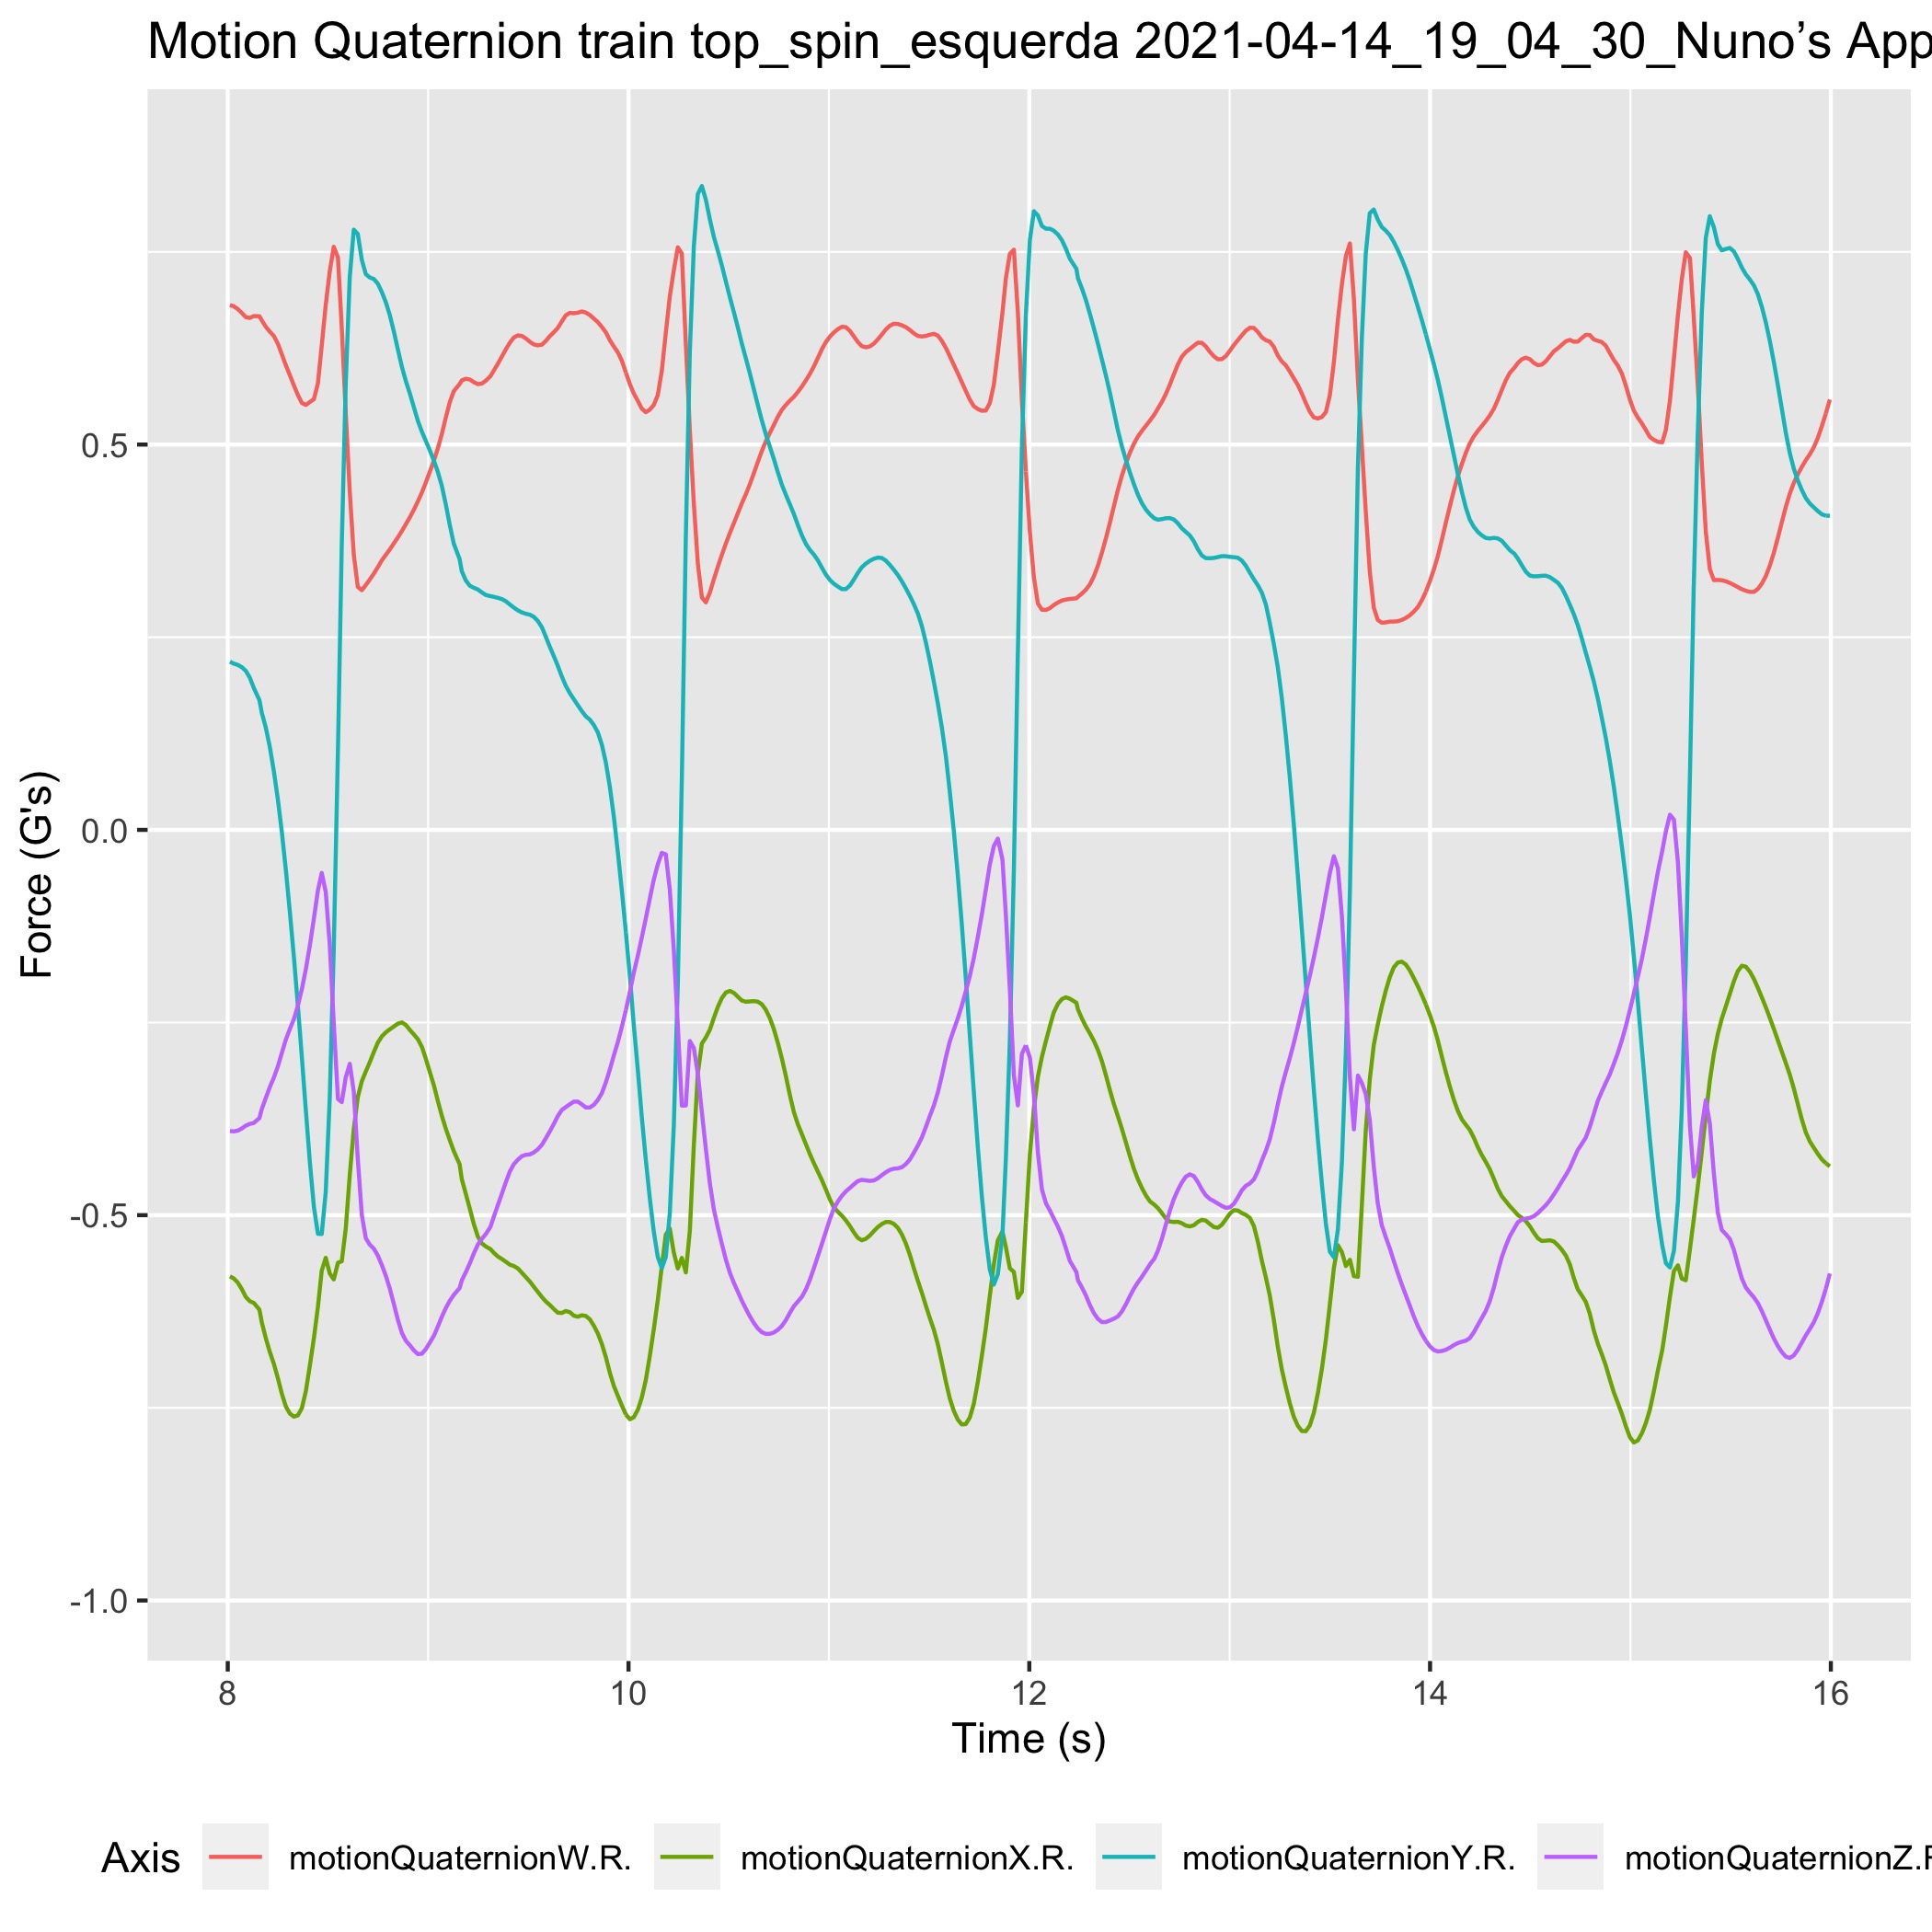 Motion Quaternion train top_spin_esquerda 2021-04-14_19_04_30_Nuno’s App
Force (G's)
0.5
0.0
-0.5
-1.0
8 10 12 14 16
Time (s)
Axis motionQuaternionW.R. motionQuaternionX.R. motionQuaternionY.R. motionQuaternionZ.R